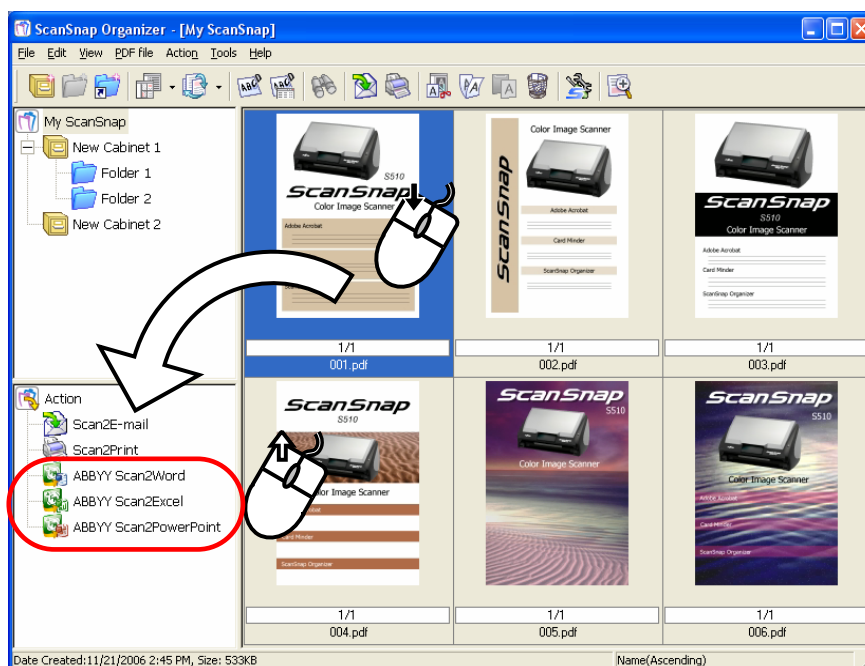 ScanSnap Organizer - [My ScanSnap]
File Edit View PDF file Action Tools Help
My ScanSnap
New Cabinet 1
Folder 1
Folder 2
New Cabinet 2
Action
Scan2E-mail
Scan2Print
ABBYY Scan2Word
ABBYY Scan2Excel
ABBYY Scan2PowerPoint
S510
ScanSnap
Color Image Scanner
Adobe Acrobat
1/1
001.pdf
Color Image Scanner
ScanSnap
Adobe Acrobat
Card Minder
ScanSnap Organizer
1/1
002.pdf
ScanSnap
S510
Color Image Scanner
Adobe Acrobat
Card Minder
ScanSnap Organizer
1/1
003.pdf
ScanSnap
S510
Image Scanner
Card Minder
ScanSnap Organizer
1/1
004.pdf
ScanSnap
S510
Color Image Scanner
1/1
005.pdf
ScanSnap
S510
Color Image Scanner
Adobe Acrobat
Card Minder
ScanSnap Organizer
1/1
006.pdf
Date Created:11/21/2006 2:45 PM, Size: 533KB
Name(Ascending)